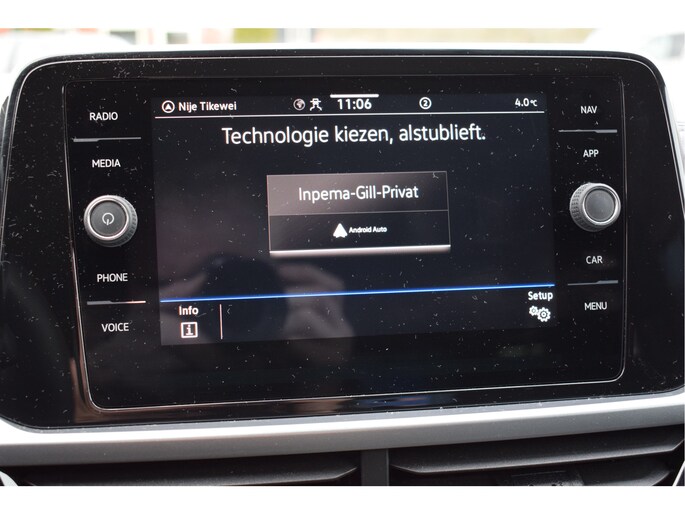 RADIO
MEDIA
PHONE
VOICE
Nije Tikewei
11:06
2
4.0 °C
Technologie kiezen, alstublieft.
Inpema-Gill-Privat
Android Auto
Info
Setup
NAV
APP
CAR
MENU